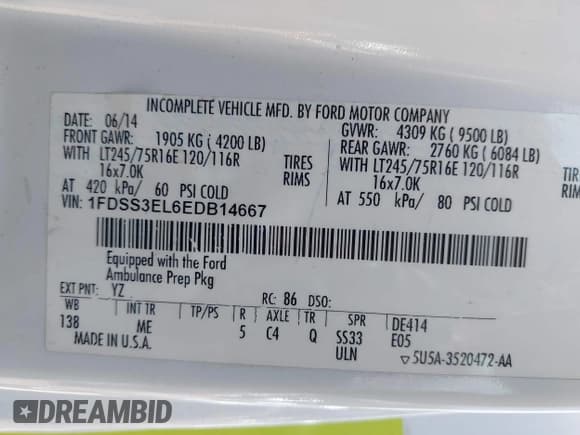 INCOMPLETE VEHICLE MFD. BY FORD MOTOR COMPANY
DATE: 06/14 GVWR: 4309 KG ( 9500 LB)
FRONT GAWR: 1905 KG ( 4200 LB) REAR GAWR: 2760 KG ( 6084 LB)
WITH LT245/75R16E 120/116R TIRES WITH LT245/75R16E 120/116R TIRES
16x7.0K RIMS 16x7.0K RIMS
AT 420 kPa/ 60 PSI COLD AT 550 kPa/ 80 PSI COLD
VIN: 1FDSS3EL6EDB14667
Equipped with the Ford
Ambulance Prep Pkg
EXT PNT: YZ RC: 86 DSO:
WB INT TR TP/PS R AXLE TR SPR DE414
138 ME 5 C4 Q SS33 E05
MADE IN U.S.A. ULN ▽5U5A-3520472-AA
DREAMBID